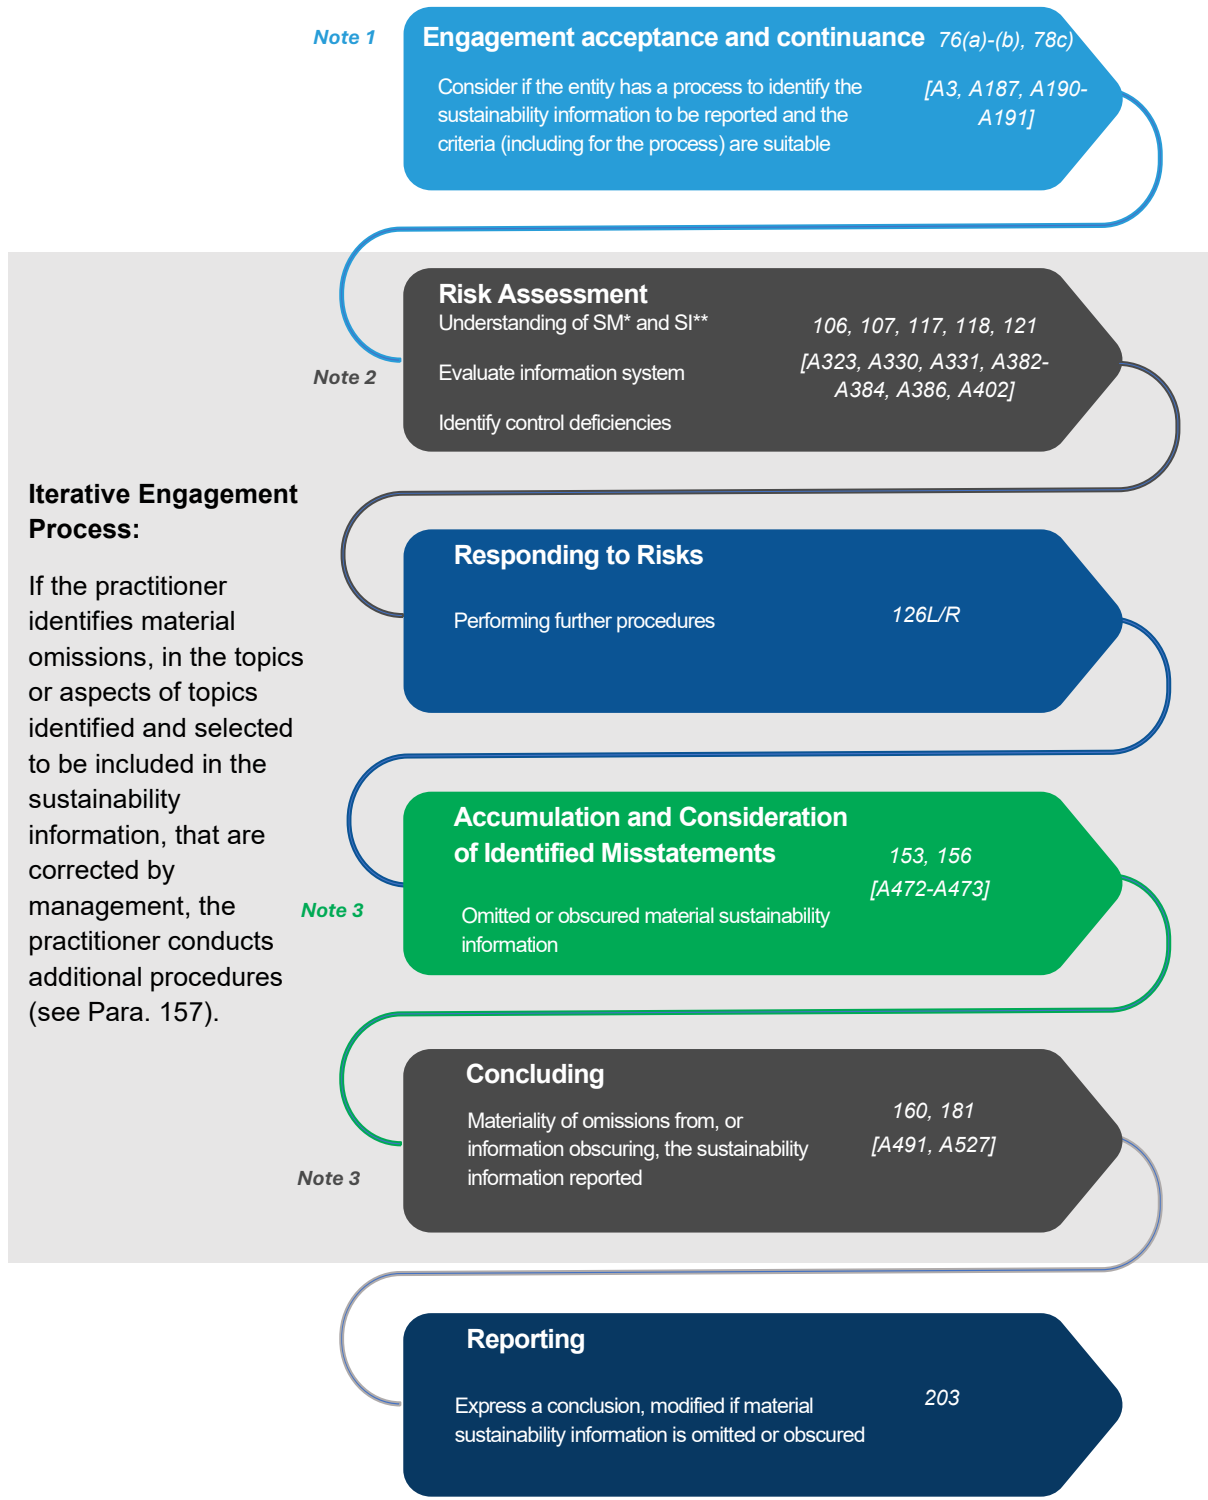 Note 1
Engagement acceptance and continuance 76(a)-(b), 78c)
Consider if the entity has a process to identify the
sustainability information to be reported and the
criteria (including for the process) are suitable
[A3, A187, A190-
A191]
Risk Assessment
Understanding of SM* and SI**
Evaluate information system
Identify control deficiencies
106, 107, 117, 118, 121
[A323, A330, A331, A382-
A384, A386, A402]
Note 2
Iterative Engagement
Process:
If the practitioner
identifies material
omissions, in the topics
or aspects of topics
identified and selected
to be included in the
sustainability
information, that are
corrected by
management, the
practitioner conducts
additional procedures
(see Para. 157).
Responding to Risks
Performing further procedures
126L/R
Accumulation and Consideration
of Identified Misstatements
153, 156
[A472-A473]
Note 3
Omitted or obscured material sustainability
information
Concluding
Materiality of omissions from, or
information obscuring, the sustainability
information reported
160, 181
[A491, A527]
Note 3
Reporting
Express a conclusion, modified if material
sustainability information is omitted or obscured
203